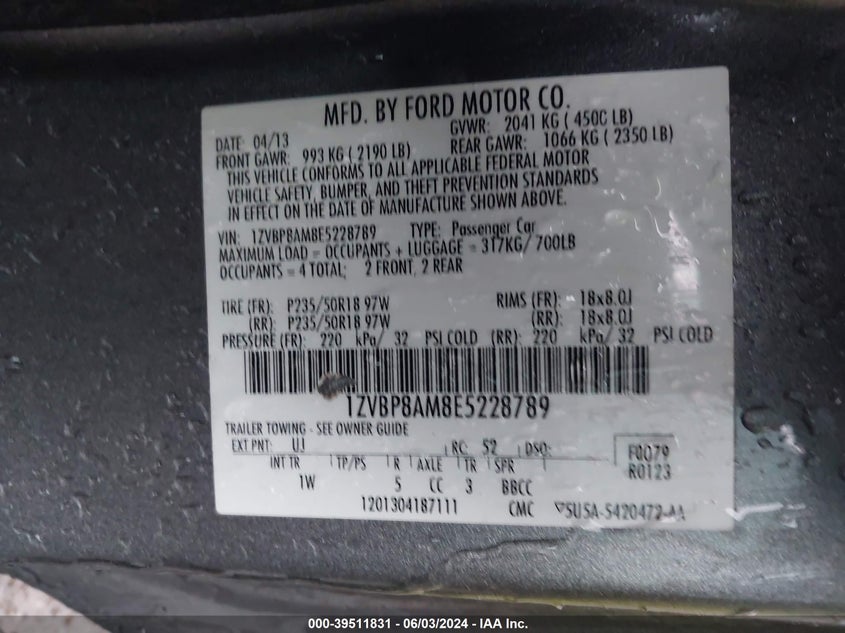 MFD. BY FORD MOTOR CO.
DATE: 04/13 GVWR: 2041 KG ( 4500 LB)
FRONT GAWR: 993 KG ( 2190 LB) REAR GAWR: 1066 KG ( 2350 LB)
THIS VEHICLE CONFORMS TO ALL APPLICABLE FEDERAL MOTOR
VEHICLE SAFETY, BUMPER, AND THEFT PREVENTION STANDARDS
IN EFFECT ON THE DATE OF MANUFACTURE SHOWN ABOVE.
VIN: 1ZVBP8AM8E5228789 TYPE: Passenger Car
MAXIMUM LOAD = OCCUPANTS + LUGGAGE = 317KG/ 700LB
OCCUPANTS = 4 TOTAL; 2 FRONT, 2 REAR
TIRE (FR): P235/50R18 97W RIMS (FR): 18x8.0J
(RR): P235/50R18 97W (RR): 18x8.0J
PRESSURE (FR): 220 kPa/ 32 PSI COLD (RR): 220 kPa/ 32 PSI COLD
1ZVBP8AM8E5228789
TRAILER TOWING - SEE OWNER GUIDE
EXT PNT: UJ RC: 52 DSO: F0079
R0123
INT TR TP/PS R AXLE TR SPR
1W 5 CC 3 BBCC
1201304187111 CMC 5U5A-5420472-AA
000-39511831 - 06/03/2024 - IAA Inc.